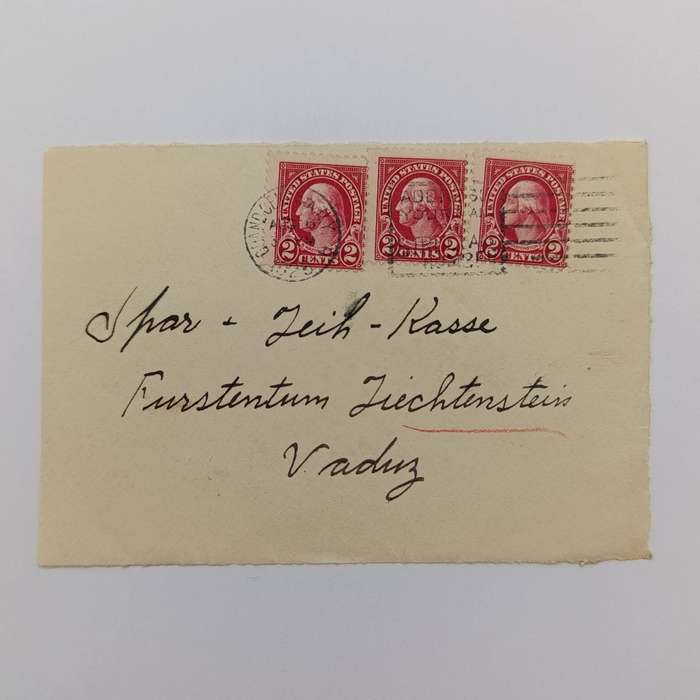 UNITED STATES POSTAGE
2 CENTS 2
UNITED STATES POSTAGE
2 CENTS 2
UNITED STATES POSTAGE
2 CENTS 2
Spar - Leih - Kasse
Furstentum Liechtenstein
Vaduz